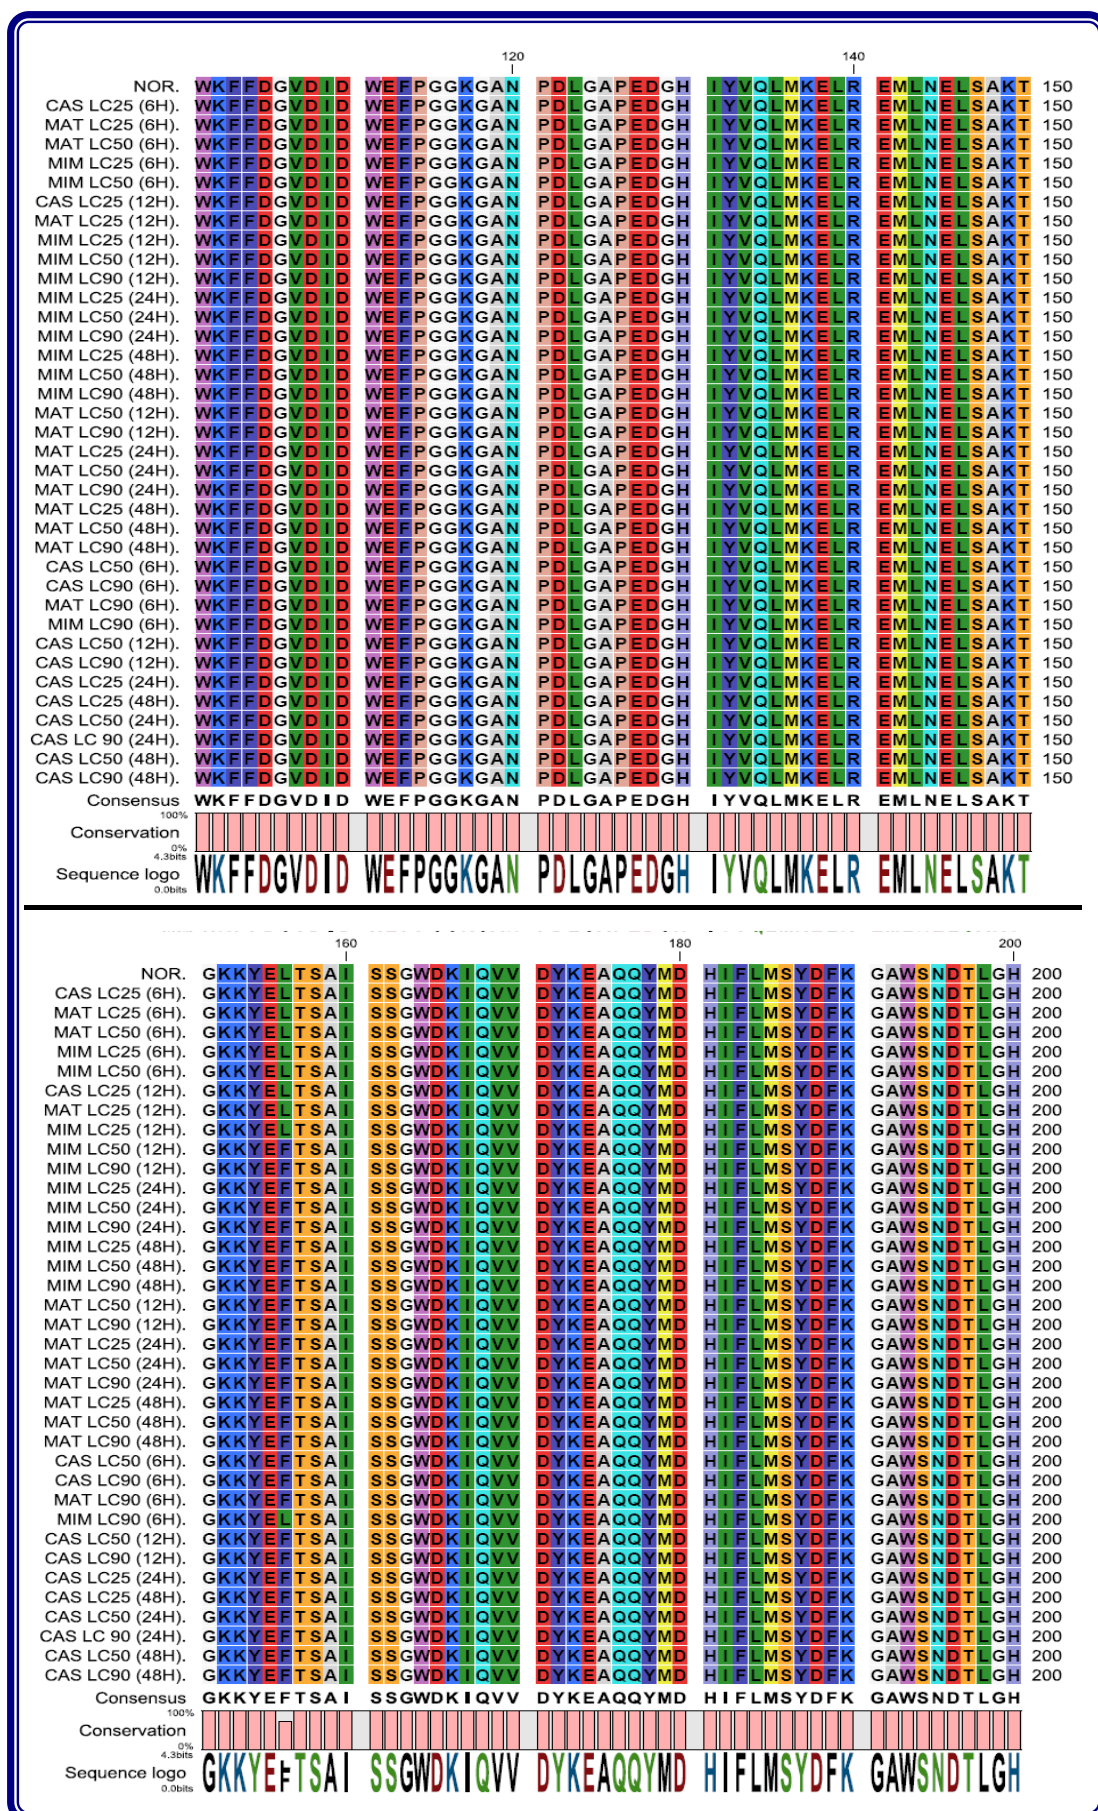 120 140
NOR. WKFFDGVDID WEFPGGKGAN PDLGAPEDGH IYVQLMKELR EMLNELSAKT 150
CAS LC25 (6H). WKFFDGVDID WEFPGGKGAN PDLGAPEDGH IYVQLMKELR EMLNELSAKT 150
MAT LC25 (6H). WKFFDGVDID WEFPGGKGAN PDLGAPEDGH IYVQLMKELR EMLNELSAKT 150
MAT LC50 (6H). WKFFDGVDID WEFPGGKGAN PDLGAPEDGH IYVQLMKELR EMLNELSAKT 150
MIM LC25 (6H). WKFFDGVDID WEFPGGKGAN PDLGAPEDGH IYVQLMKELR EMLNELSAKT 150
MIM LC50 (6H). WKFFDGVDID WEFPGGKGAN PDLGAPEDGH IYVQLMKELR EMLNELSAKT 150
CAS LC25 (12H). WKFFDGVDID WEFPGGKGAN PDLGAPEDGH IYVQLMKELR EMLNELSAKT 150
MAT LC25 (12H). WKFFDGVDID WEFPGGKGAN PDLGAPEDGH IYVQLMKELR EMLNELSAKT 150
MIM LC25 (12H). WKFFDGVDID WEFPGGKGAN PDLGAPEDGH IYVQLMKELR EMLNELSAKT 150
MIM LC50 (12H). WKFFDGVDID WEFPGGKGAN PDLGAPEDGH IYVQLMKELR EMLNELSAKT 150
MIM LC90 (12H). WKFFDGVDID WEFPGGKGAN PDLGAPEDGH IYVQLMKELR EMLNELSAKT 150
MIM LC25 (24H). WKFFDGVDID WEFPGGKGAN PDLGAPEDGH IYVQLMKELR EMLNELSAKT 150
MIM LC50 (24H). WKFFDGVDID WEFPGGKGAN PDLGAPEDGH IYVQLMKELR EMLNELSAKT 150
MIM LC90 (24H). WKFFDGVDID WEFPGGKGAN PDLGAPEDGH IYVQLMKELR EMLNELSAKT 150
MIM LC25 (48H). WKFFDGVDID WEFPGGKGAN PDLGAPEDGH IYVQLMKELR EMLNELSAKT 150
MIM LC50 (48H). WKFFDGVDID WEFPGGKGAN PDLGAPEDGH IYVQLMKELR EMLNELSAKT 150
MIM LC90 (48H). WKFFDGVDID WEFPGGKGAN PDLGAPEDGH IYVQLMKELR EMLNELSAKT 150
MAT LC50 (12H). WKFFDGVDID WEFPGGKGAN PDLGAPEDGH IYVQLMKELR EMLNELSAKT 150
MAT LC90 (12H). WKFFDGVDID WEFPGGKGAN PDLGAPEDGH IYVQLMKELR EMLNELSAKT 150
MAT LC25 (24H). WKFFDGVDID WEFPGGKGAN PDLGAPEDGH IYVQLMKELR EMLNELSAKT 150
MAT LC50 (24H). WKFFDGVDID WEFPGGKGAN PDLGAPEDGH IYVQLMKELR EMLNELSAKT 150
MAT LC90 (24H). WKFFDGVDID WEFPGGKGAN PDLGAPEDGH IYVQLMKELR EMLNELSAKT 150
MAT LC25 (48H). WKFFDGVDID WEFPGGKGAN PDLGAPEDGH IYVQLMKELR EMLNELSAKT 150
MAT LC50 (48H). WKFFDGVDID WEFPGGKGAN PDLGAPEDGH IYVQLMKELR EMLNELSAKT 150
MAT LC90 (48H). WKFFDGVDID WEFPGGKGAN PDLGAPEDGH IYVQLMKELR EMLNELSAKT 150
CAS LC50 (6H). WKFFDGVDID WEFPGGKGAN PDLGAPEDGH IYVQLMKELR EMLNELSAKT 150
CAS LC90 (6H). WKFFDGVDID WEFPGGKGAN PDLGAPEDGH IYVQLMKELR EMLNELSAKT 150
MAT LC90 (6H). WKFFDGVDID WEFPGGKGAN PDLGAPEDGH IYVQLMKELR EMLNELSAKT 150
MIM LC90 (6H). WKFFDGVDID WEFPGGKGAN PDLGAPEDGH IYVQLMKELR EMLNELSAKT 150
CAS LC50 (12H). WKFFDGVDID WEFPGGKGAN PDLGAPEDGH IYVQLMKELR EMLNELSAKT 150
CAS LC90 (12H). WKFFDGVDID WEFPGGKGAN PDLGAPEDGH IYVQLMKELR EMLNELSAKT 150
CAS LC25 (24H). WKFFDGVDID WEFPGGKGAN PDLGAPEDGH IYVQLMKELR EMLNELSAKT 150
CAS LC25 (48H). WKFFDGVDID WEFPGGKGAN PDLGAPEDGH IYVQLMKELR EMLNELSAKT 150
CAS LC50 (24H). WKFFDGVDID WEFPGGKGAN PDLGAPEDGH IYVQLMKELR EMLNELSAKT 150
CAS LC 90 (24H). WKFFDGVDID WEFPGGKGAN PDLGAPEDGH IYVQLMKELR EMLNELSAKT 150
CAS LC50 (48H). WKFFDGVDID WEFPGGKGAN PDLGAPEDGH IYVQLMKELR EMLNELSAKT 150
CAS LC90 (48H). WKFFDGVDID WEFPGGKGAN PDLGAPEDGH IYVQLMKELR EMLNELSAKT 150
Consensus WKFFDGVDID WEFPGGKGAN PDLGAPEDGH IYVQLMKELR EMLNELSAKT
100%
Conservation
0%
4.3bits
Sequence logo WKFFDGVDID WEFPGGKGAN PDLGAPEDGH IYVQLMKELR EMLNELSAKT
0.0bits
160 180 200
NOR. GKKYELTSAI SSGWDKIQVV DYKEAQQYMD HIFLMSYDFK GAWSNDTLGH 200
CAS LC25 (6H). GKKYELTSAI SSGWDKIQVV DYKEAQQYMD HIFLMSYDFK GAWSNDTLGH 200
MAT LC25 (6H). GKKYELTSAI SSGWDKIQVV DYKEAQQYMD HIFLMSYDFK GAWSNDTLGH 200
MAT LC50 (6H). GKKYELTSAI SSGWDKIQVV DYKEAQQYMD HIFLMSYDFK GAWSNDTLGH 200
MIM LC25 (6H). GKKYELTSAI SSGWDKIQVV DYKEAQQYMD HIFLMSYDFK GAWSNDTLGH 200
MIM LC50 (6H). GKKYELTSAI SSGWDKIQVV DYKEAQQYMD HIFLMSYDFK GAWSNDTLGH 200
CAS LC25 (12H). GKKYELTSAI SSGWDKIQVV DYKEAQQYMD HIFLMSYDFK GAWSNDTLGH 200
MAT LC25 (12H). GKKYELTSAI SSGWDKIQVV DYKEAQQYMD HIFLMSYDFK GAWSNDTLGH 200
MIM LC25 (12H). GKKYELTSAI SSGWDKIQVV DYKEAQQYMD HIFLMSYDFK GAWSNDTLGH 200
MIM LC50 (12H). GKKYEFTSAI SSGWDKIQVV DYKEAQQYMD HIFLMSYDFK GAWSNDTLGH 200
MIM LC90 (12H). GKKYEFTSAI SSGWDKIQVV DYKEAQQYMD HIFLMSYDFK GAWSNDTLGH 200
MIM LC25 (24H). GKKYEFTSAI SSGWDKIQVV DYKEAQQYMD HIFLMSYDFK GAWSNDTLGH 200
MIM LC50 (24H). GKKYEFTSAI SSGWDKIQVV DYKEAQQYMD HIFLMSYDFK GAWSNDTLGH 200
MIM LC90 (24H). GKKYEFTSAI SSGWDKIQVV DYKEAQQYMD HIFLMSYDFK GAWSNDTLGH 200
MIM LC25 (48H). GKKYEFTSAI SSGWDKIQVV DYKEAQQYMD HIFLMSYDFK GAWSNDTLGH 200
MIM LC50 (48H). GKKYEFTSAI SSGWDKIQVV DYKEAQQYMD HIFLMSYDFK GAWSNDTLGH 200
MIM LC90 (48H). GKKYEFTSAI SSGWDKIQVV DYKEAQQYMD HIFLMSYDFK GAWSNDTLGH 200
MAT LC50 (12H). GKKYEFTSAI SSGWDKIQVV DYKEAQQYMD HIFLMSYDFK GAWSNDTLGH 200
MAT LC90 (12H). GKKYEFTSAI SSGWDKIQVV DYKEAQQYMD HIFLMSYDFK GAWSNDTLGH 200
MAT LC25 (24H). GKKYEFTSAI SSGWDKIQVV DYKEAQQYMD HIFLMSYDFK GAWSNDTLGH 200
MAT LC50 (24H). GKKYEFTSAI SSGWDKIQVV DYKEAQQYMD HIFLMSYDFK GAWSNDTLGH 200
MAT LC90 (24H). GKKYEFTSAI SSGWDKIQVV DYKEAQQYMD HIFLMSYDFK GAWSNDTLGH 200
MAT LC25 (48H). GKKYEFTSAI SSGWDKIQVV DYKEAQQYMD HIFLMSYDFK GAWSNDTLGH 200
MAT LC50 (48H). GKKYEFTSAI SSGWDKIQVV DYKEAQQYMD HIFLMSYDFK GAWSNDTLGH 200
MAT LC90 (48H). GKKYEFTSAI SSGWDKIQVV DYKEAQQYMD HIFLMSYDFK GAWSNDTLGH 200
CAS LC50 (6H). GKKYEFTSAI SSGWDKIQVV DYKEAQQYMD HIFLMSYDFK GAWSNDTLGH 200
CAS LC90 (6H). GKKYEFTSAI SSGWDKIQVV DYKEAQQYMD HIFLMSYDFK GAWSNDTLGH 200
MAT LC90 (6H). GKKYEFTSAI SSGWDKIQVV DYKEAQQYMD HIFLMSYDFK GAWSNDTLGH 200
MIM LC90 (6H). GKKYELTSAI SSGWDKIQVV DYKEAQQYMD HIFLMSYDFK GAWSNDTLGH 200
CAS LC50 (12H). GKKYEFTSAI SSGWDKIQVV DYKEAQQYMD HIFLMSYDFK GAWSNDTLGH 200
CAS LC90 (12H). GKKYEFTSAI SSGWDKIQVV DYKEAQQYMD HIFLMSYDFK GAWSNDTLGH 200
CAS LC25 (24H). GKKYEFTSAI SSGWDKIQVV DYKEAQQYMD HIFLMSYDFK GAWSNDTLGH 200
CAS LC25 (48H). GKKYEFTSAI SSGWDKIQVV DYKEAQQYMD HIFLMSYDFK GAWSNDTLGH 200
CAS LC50 (24H). GKKYEFTSAI SSGWDKIQVV DYKEAQQYMD HIFLMSYDFK GAWSNDTLGH 200
CAS LC 90 (24H). GKKYEFTSAI SSGWDKIQVV DYKEAQQYMD HIFLMSYDFK GAWSNDTLGH 200
CAS LC50 (48H). GKKYEFTSAI SSGWDKIQVV DYKEAQQYMD HIFLMSYDFK GAWSNDTLGH 200
CAS LC90 (48H). GKKYEFTSAI SSGWDKIQVV DYKEAQQYMD HIFLMSYDFK GAWSNDTLGH 200
Consensus GKKYEFTSAI SSGWDKIQVV DYKEAQQYMD HIFLMSYDFK GAWSNDTLGH
100%
Conservation
0%
4.3bits
Sequence logo GKKYEFTSAI SSGWDKIQVV DYKEAQQYMD HIFLMSYDFK GAWSNDTLGH
0.0bits